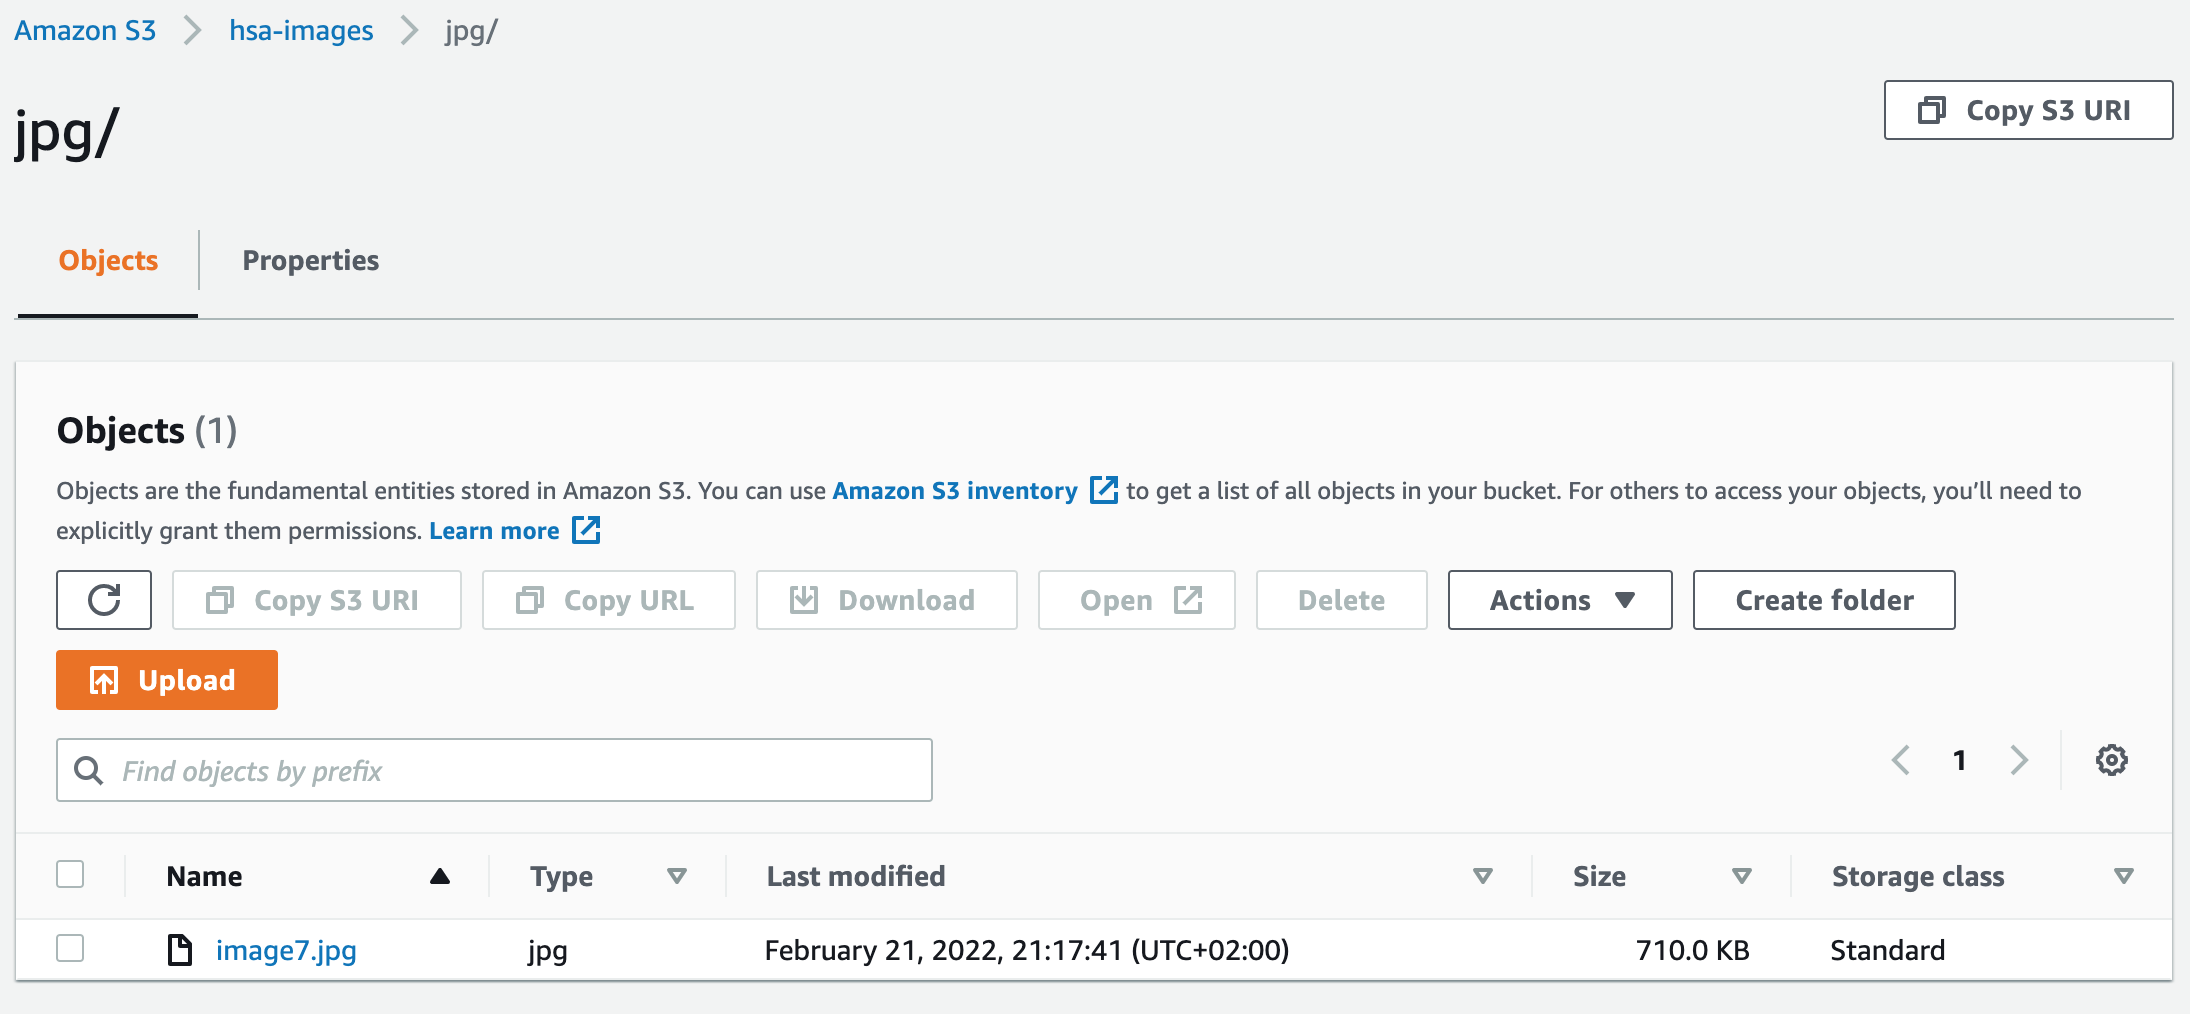 Amazon S3 hsa-images jpg/
jpg/
Copy S3 URI
Objects Properties
Objects (1)
Objects are the fundamental entities stored in Amazon S3. You can use Amazon S3 inventory to get a list of all objects in your bucket. For others to access your objects, you’ll need to
explicitly grant them permissions. Learn more
Copy S3 URI Copy URL Download Open Delete Actions Create folder
Upload
Find objects by prefix
1
Name Type Last modified Size Storage class
image7.jpg jpg February 21, 2022, 21:17:41 (UTC+02:00) 710.0 KB Standard